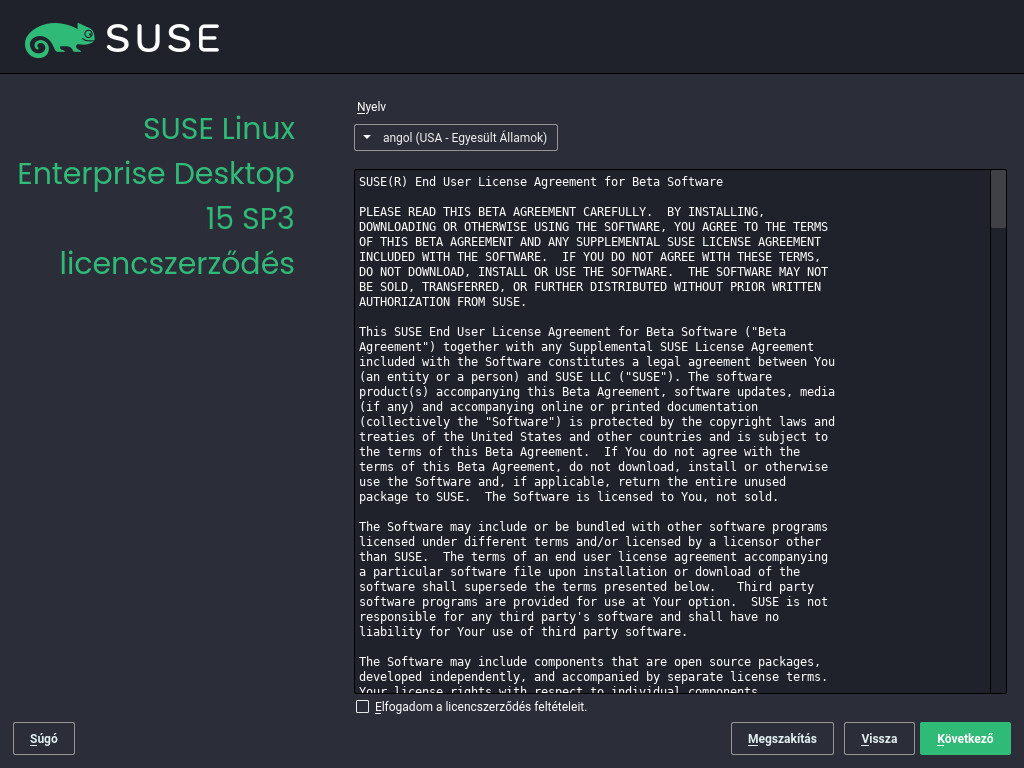 SUSE
SUSE Linux
Enterprise Desktop
15 SP3
licencszerződés
Nyelv
angol (USA - Egyesült Államok)
SUSE(R) End User License Agreement for Beta Software
PLEASE READ THIS BETA AGREEMENT CAREFULLY.  BY INSTALLING,
DOWNLOADING OR OTHERWISE USING THE SOFTWARE, YOU AGREE TO THE TERMS
OF THIS BETA AGREEMENT AND ANY SUPPLEMENTAL SUSE LICENSE AGREEMENT
INCLUDED WITH THE SOFTWARE.  IF YOU DO NOT AGREE WITH THESE TERMS,
DO NOT DOWNLOAD, INSTALL OR USE THE SOFTWARE.  THE SOFTWARE MAY NOT
BE SOLD, TRANSFERRED, OR FURTHER DISTRIBUTED WITHOUT PRIOR WRITTEN
AUTHORIZATION FROM SUSE.
This SUSE End User License Agreement for Beta Software ("Beta
Agreement") together with any Supplemental SUSE License Agreement
included with the Software constitutes a legal agreement between You
(an entity or a person) and SUSE LLC ("SUSE"). The software
product(s) accompanying this Beta Agreement, software updates, media
(if any) and accompanying online or printed documentation
(collectively the "Software") is protected by the copyright laws and
treaties of the United States and other countries and is subject to
the terms of this Beta Agreement.  If You do not agree with the
terms of this Beta Agreement, do not download, install or otherwise
use the Software and, if applicable, return the entire unused
package to SUSE.  The Software is licensed to You, not sold.
The Software may include or be bundled with other software programs
licensed under different terms and/or licensed by a licensor other
than SUSE.  The terms of an end user license agreement accompanying
a particular software file upon installation or download of the
software shall supersede the terms presented below.   Third party
software programs are provided for use at Your option.  SUSE is not
responsible for any third party's software and shall have no
liability for Your use of third party software.
The Software may include components that are open source packages,
developed independently, and accompanied by separate license terms.
Your license rights with respect to individual components
Elfogadom a licencszerződés feltételeit.
Súgó
Megszakítás
Vissza
Következő